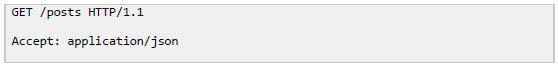 GET /posts HTTP/1.1
Accept: application/json